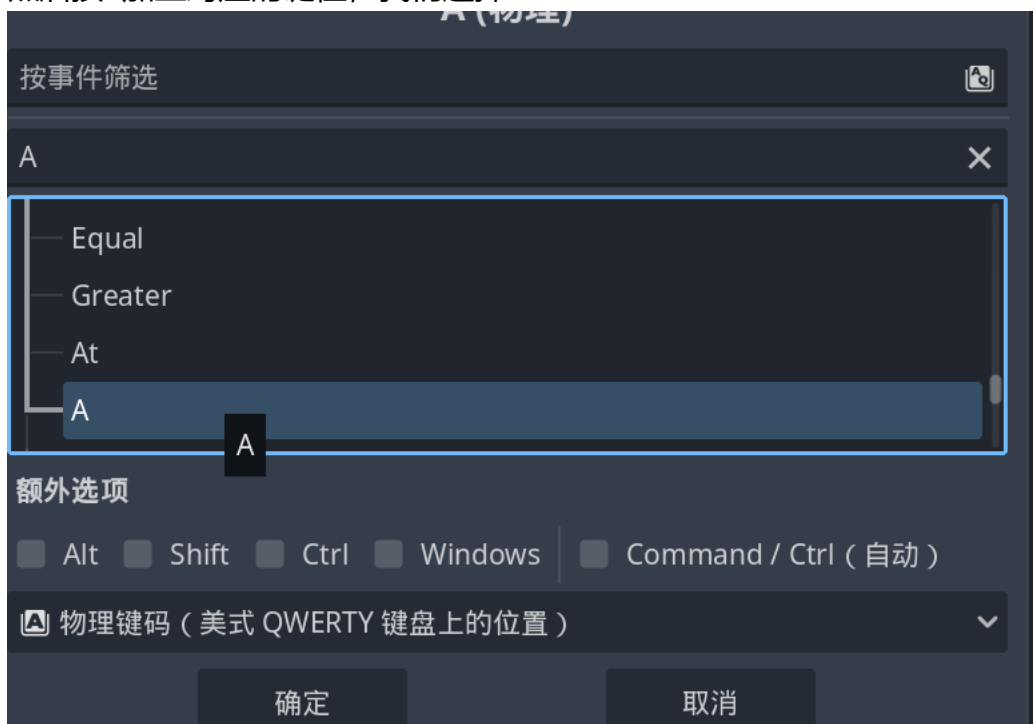 A (物理)
按事件筛选
A
Equal
Greater
At
A
A
额外选项
Alt Shift Ctrl Windows Command / Ctrl（自动）
物理键码（美式 QWERTY 键盘上的位置）
确定 取消